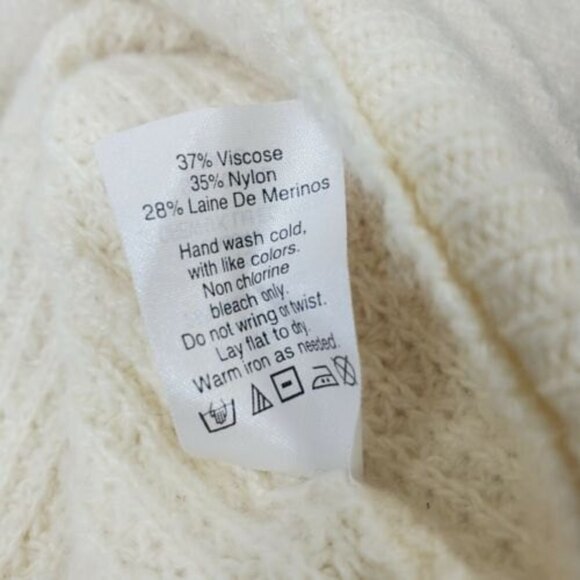 37% Viscose
35% Nylon
28% Laine De Merinos
Hand wash cold,
with like colors.
Non chlorine
bleach only.
Do not wring or twist.
Lay flat to dry.
Warm iron as needed.